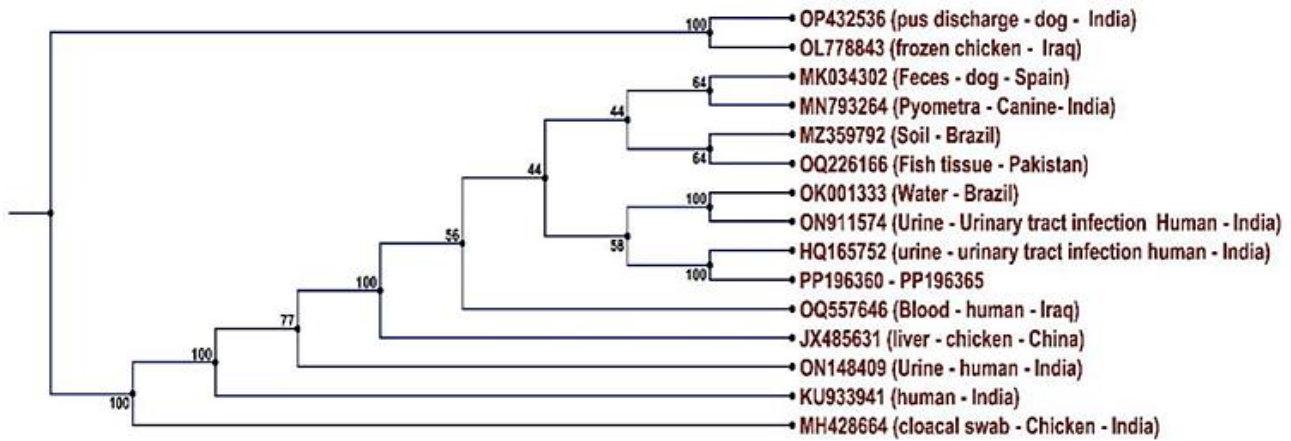 100
OP432536 (pus discharge - dog - India)
OL778843 (frozen chicken - Iraq)
64
MK034302 (Feces - dog - Spain)
MN793264 (Pyometra - Canine- India)
44
MZ359792 (Soil - Brazil)
64
OQ226166 (Fish tissue - Pakistan)
44
100
OK001333 (Water - Brazil)
ON911574 (Urine - Urinary tract infection Human - India)
58
HQ165752 (urine - urinary tract infection human - India)
100
PP196360 - PP196365
56
OQ557646 (Blood - human - Iraq)
100
JX485631 (liver - chicken - China)
77
ON148409 (Urine - human - India)
100
KU933941 (human - India)
100
MH428664 (cloacal swab - Chicken - India)